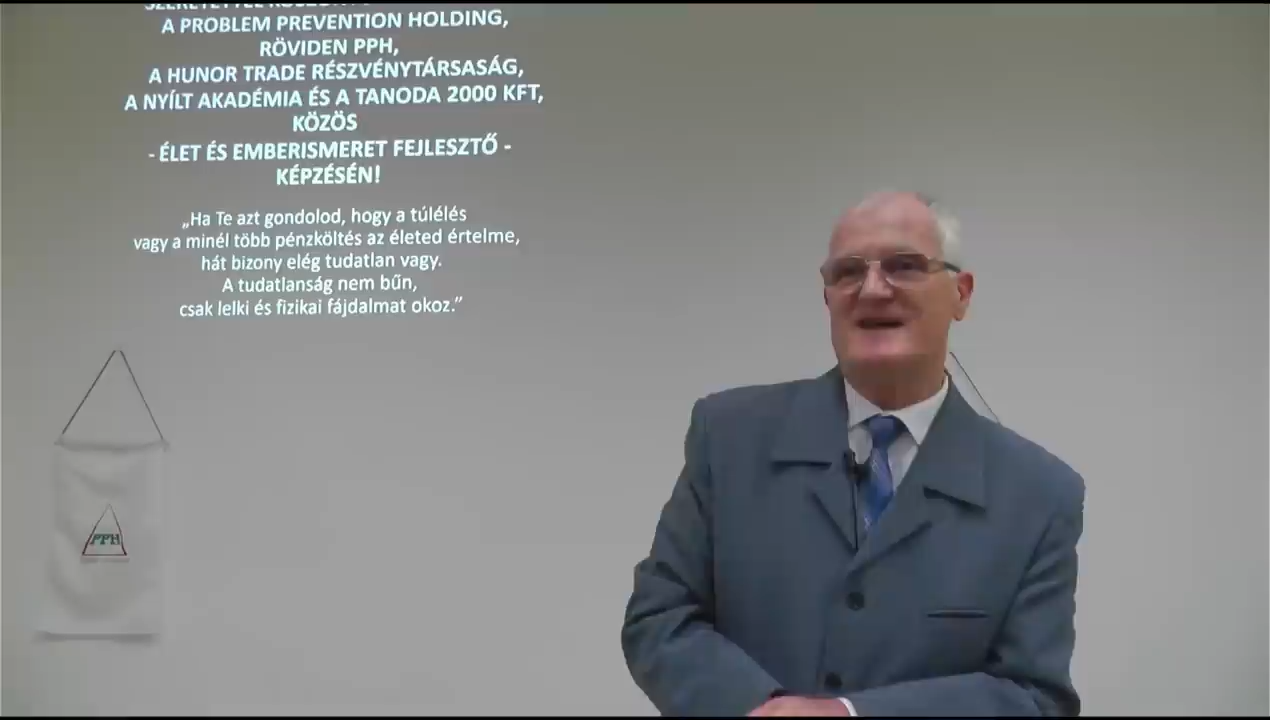 A PROBLEM PREVENTION HOLDING,
RÖVIDEN PPH,
A HUNOR TRADE RÉSZVÉNYTÁRSASÁG,
A NYÍLT AKADÉMIA ÉS A TANODA 2000 KFT,
KÖZÖS
- ÉLET ÉS EMBERISMERET FEJLESZTŐ -
KÉPZÉSÉN!
„Ha Te azt gondolod, hogy a túlélés
vagy a minél több pénzköltés az életed értelme,
hát bizony elég tudatlan vagy.
A tudatlanság nem bűn,
csak lelki és fizikai fájdalmat okoz.”
PPH